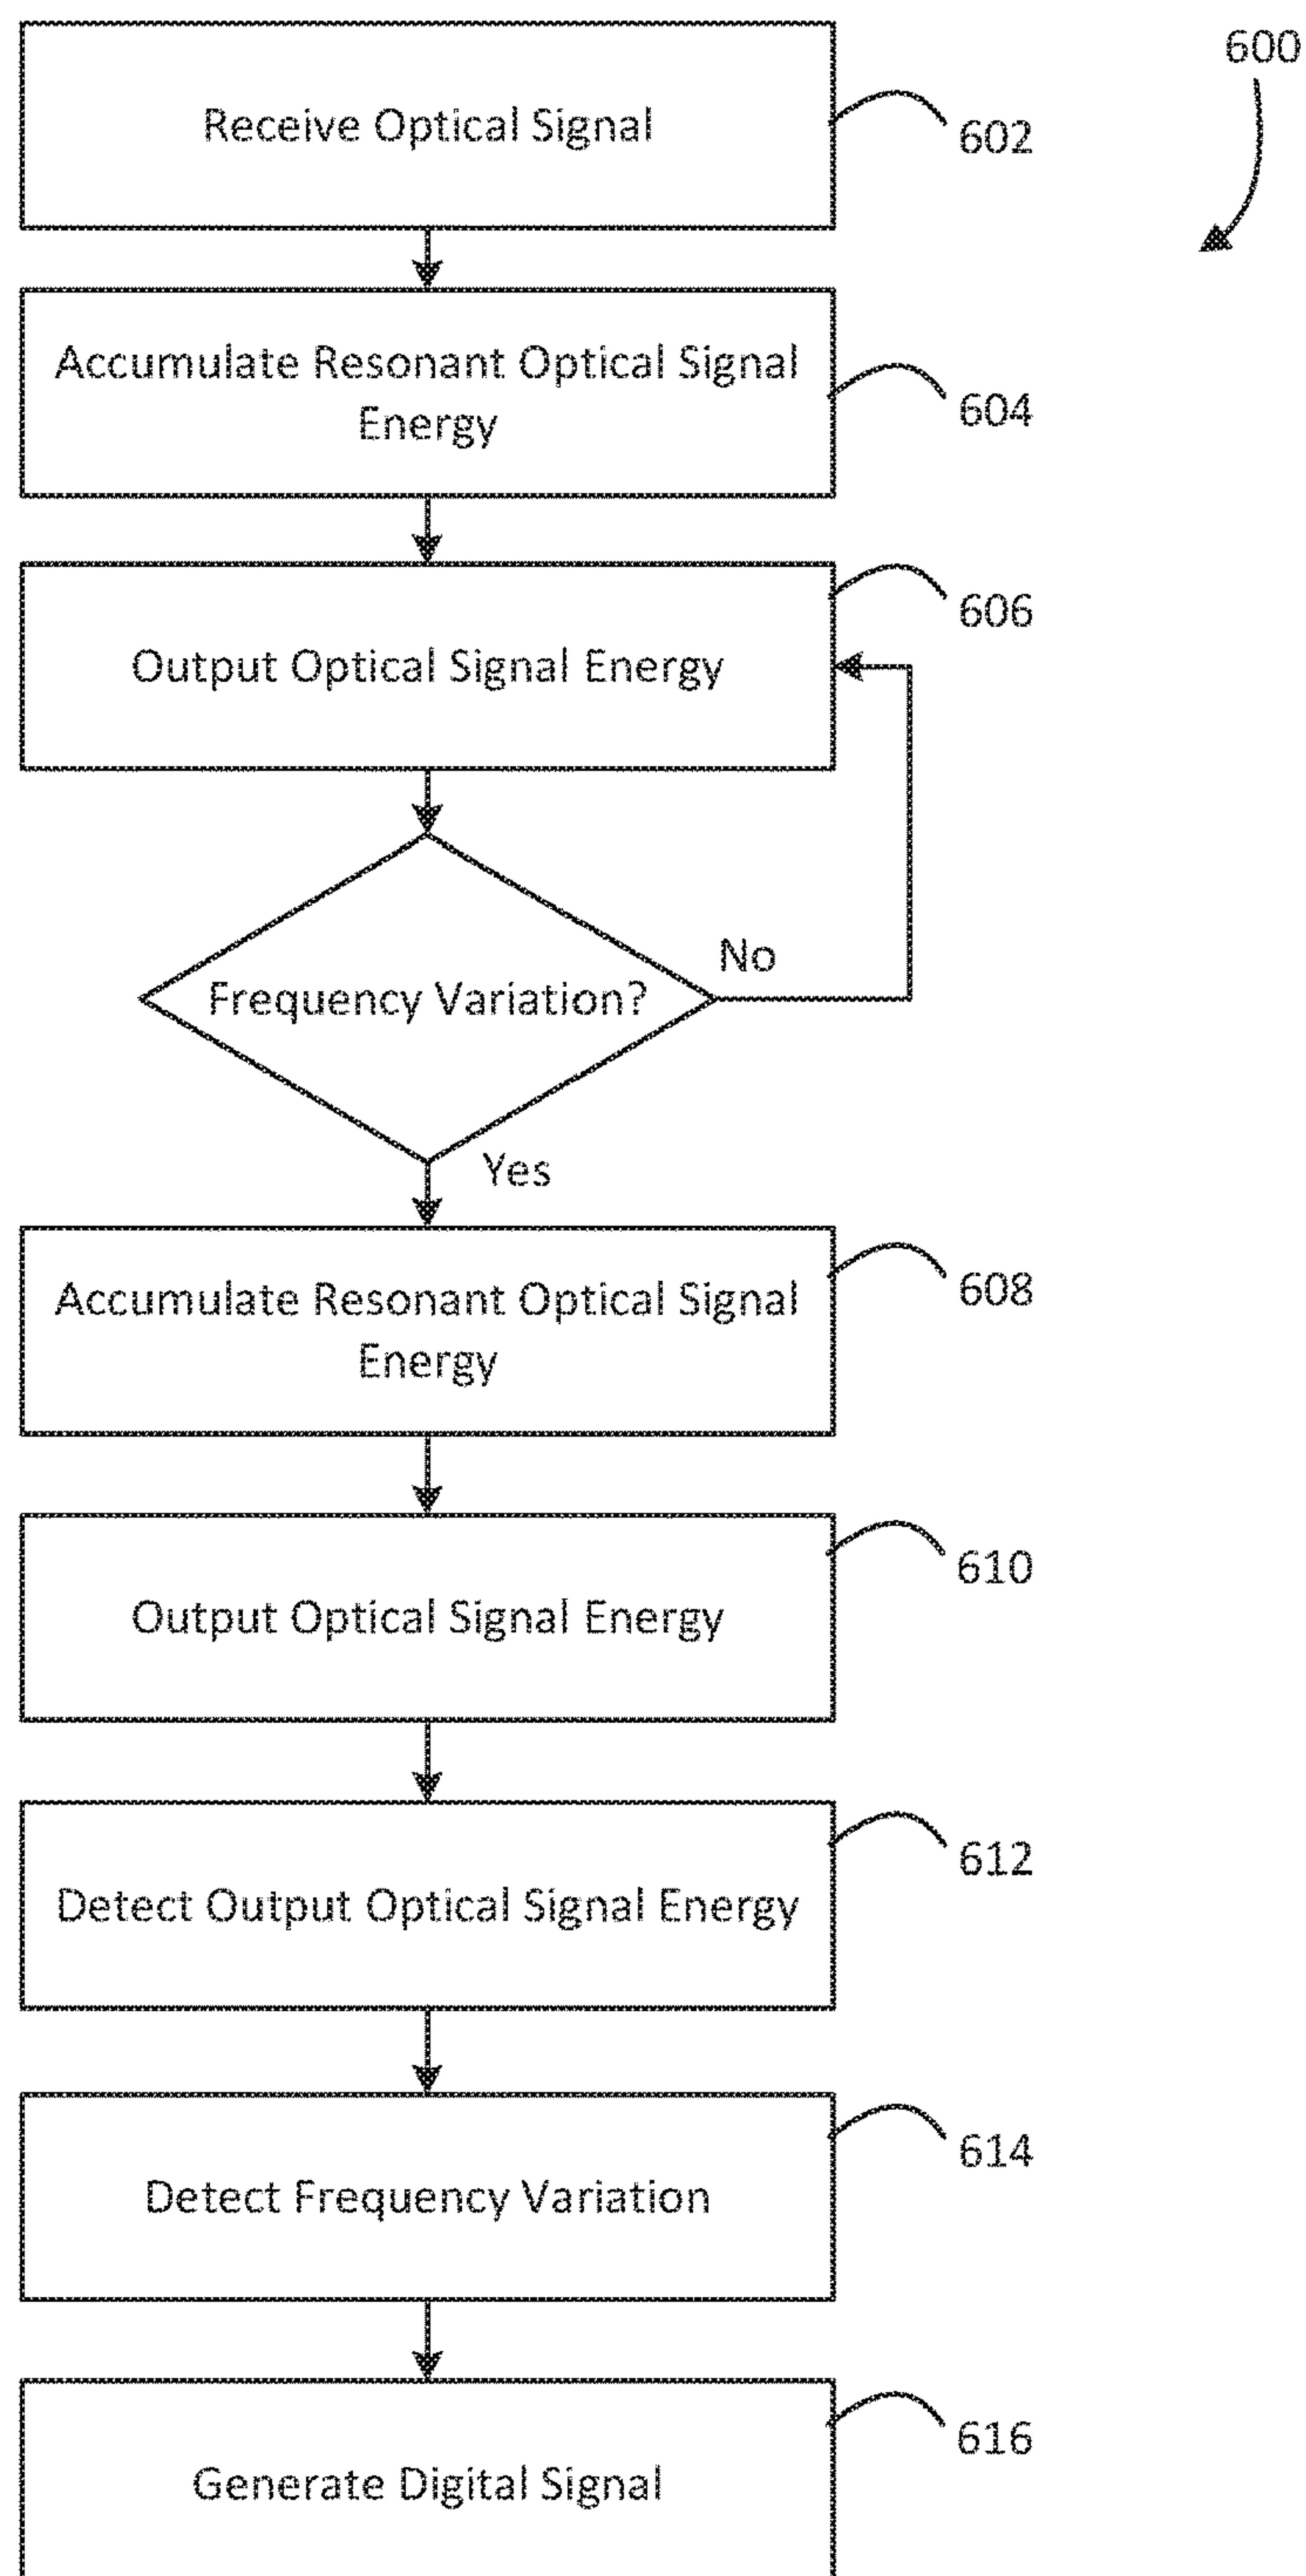 600
Receive Optical Signal
602
Accumulate Resonant Optical Signal
Energy
604
606
Output Optical Signal Energy
No
Frequency Variation?
Yes
608
Accumulate Resonant Optical Signal
Energy
610
Output Optical Signal Energy
612
Detect Output Optical Signal Energy
614
Detect Frequency Variation
616
Generate Digital Signal